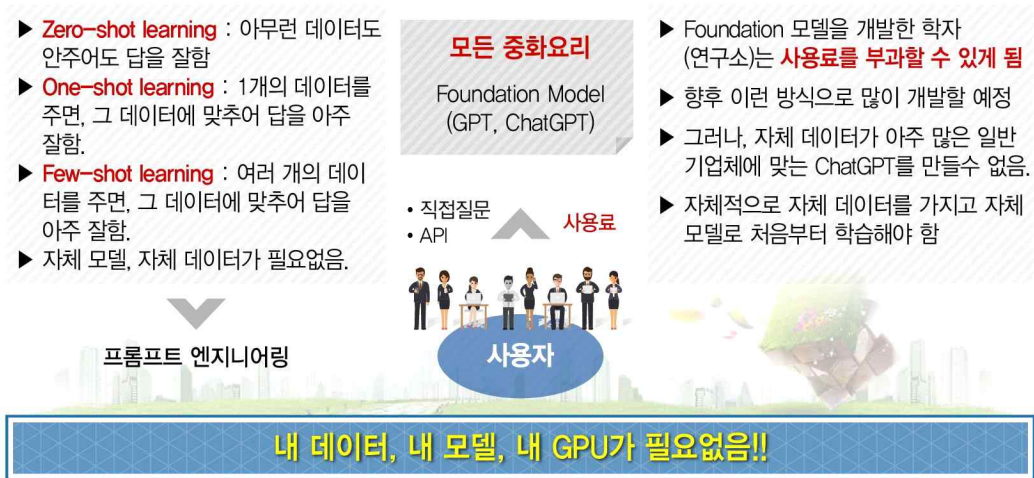 ▶ Zero-shot learning : 아무런 데이터도
안주어도 답을 잘함
▶ One-shot learning : 1개의 데이터를
주면, 그 데이터에 맞추어 답을 아주
잘함.
▶ Few-shot learning : 여러 개의 데이
터를 주면, 그 데이터에 맞추어 답을
아주 잘함.
▶ 자체 모델, 자체 데이터가 필요없음.
프롬프트 엔지니어링
모든 중화요리
Foundation Model
(GPT, ChatGPT)
• 직접질문
• API
사용료
사용자
▶ Foundation 모델을 개발한 학자
(연구소)는 사용료를 부과할 수 있게 됨
▶ 향후 이런 방식으로 많이 개발할 예정
▶ 그러나, 자체 데이터가 아주 많은 일반
기업체에 맞는 ChatGPT를 만들수 없음.
▶ 자체적으로 자체 데이터를 가지고 자체
모델로 처음부터 학습해야 함
내 데이터, 내 모델, 내 GPU가 필요없음!!